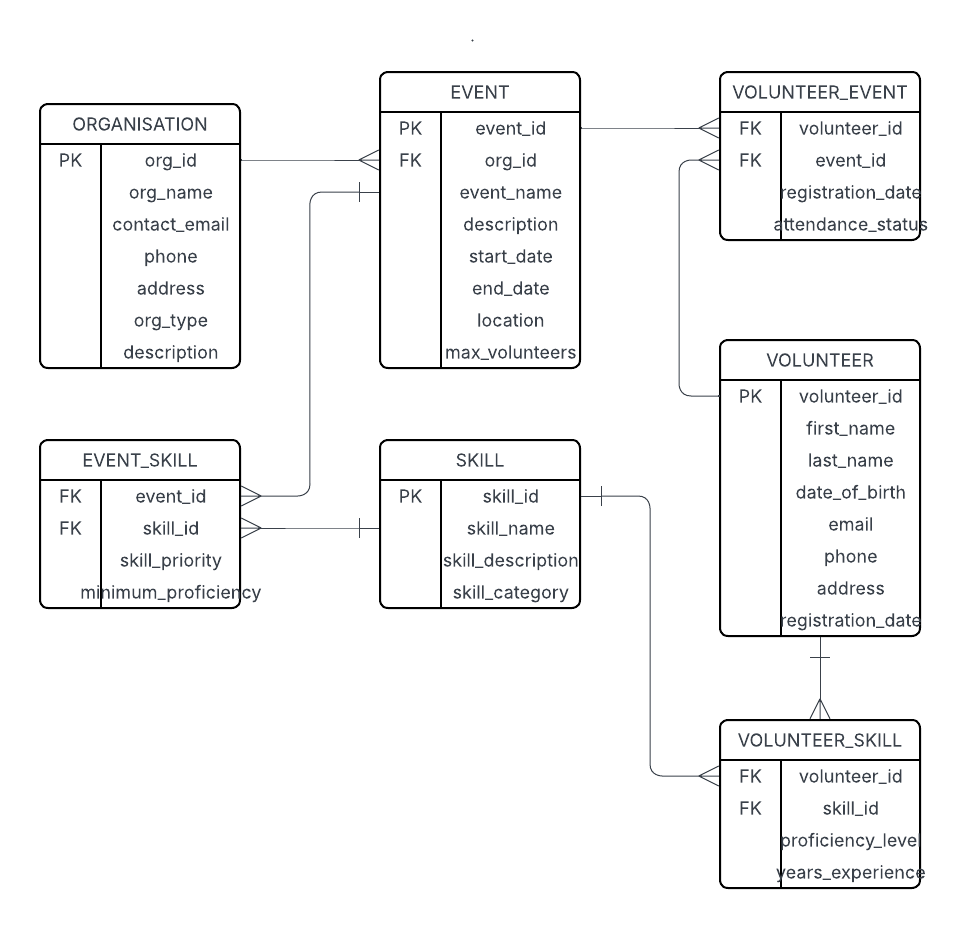 ORGANISATION
PK org_id
org_name
contact_email
phone
address
org_type
description
EVENT
PK event_id
FK org_id
event_name
description
start_date
end_date
location
max_volunteers
VOLUNTEER_EVENT
FK volunteer_id
FK event_id
registration_date
attendance_status
EVENT_SKILL
FK event_id
FK skill_id
skill_priority
minimum_proficiency
SKILL
PK skill_id
skill_name
skill_description
skill_category
VOLUNTEER
PK volunteer_id
first_name
last_name
date_of_birth
email
phone
address
registration_date
VOLUNTEER_SKILL
FK volunteer_id
FK skill_id
proficiency_level
years_experience